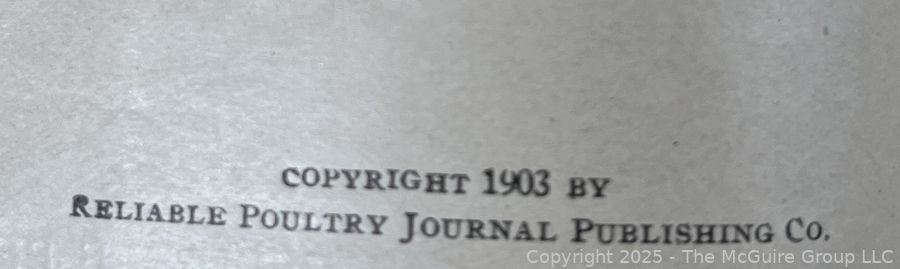 COPYRIGHT 1903 BY
RELIABLE POULTRY JOURNAL PUBLISHING CO.
Copyright 2025 - The McGuire Group LLC